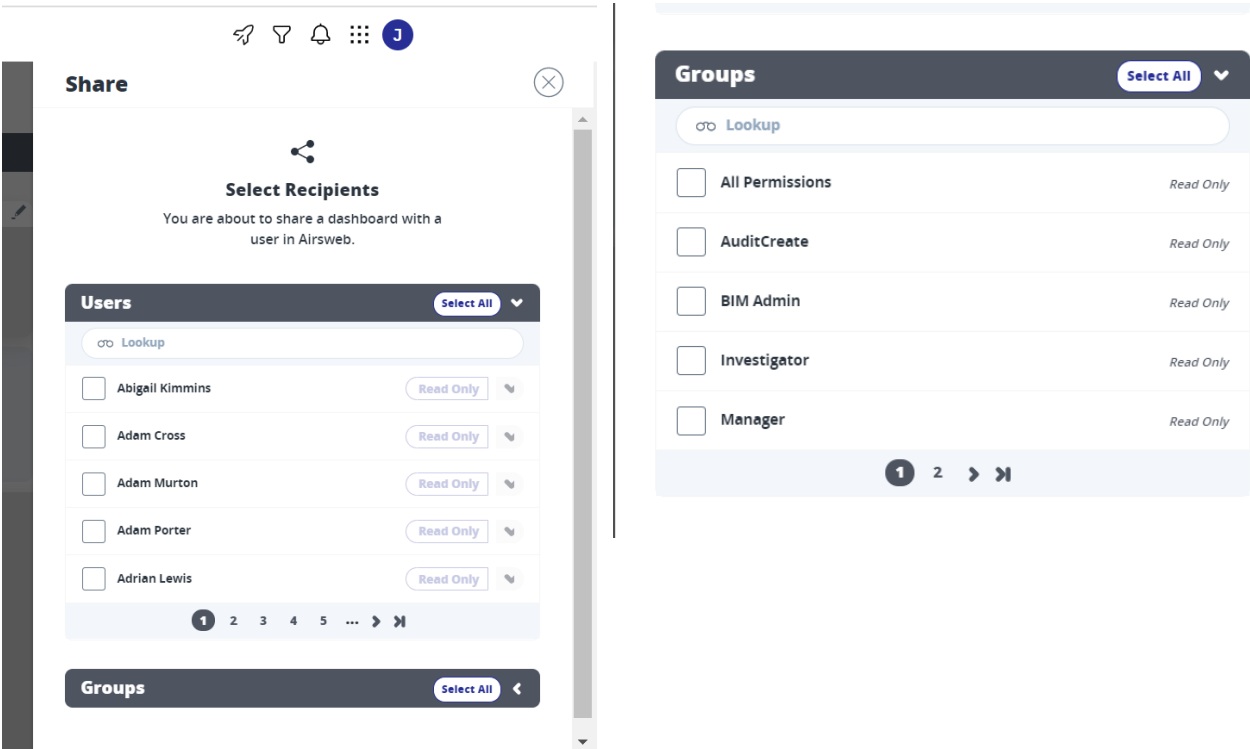 J
Share
Select Recipients
You are about to share a dashboard with a
user in Airsweb.
Users Select All
Lookup
Abigail Kimmins Read Only
Adam Cross Read Only
Adam Murton Read Only
Adam Porter Read Only
Adrian Lewis Read Only
1 2 3 4 5 ...
Groups Select All
Groups Select All
Lookup
All Permissions Read Only
AuditCreate Read Only
BIM Admin Read Only
Investigator Read Only
Manager Read Only
1 2